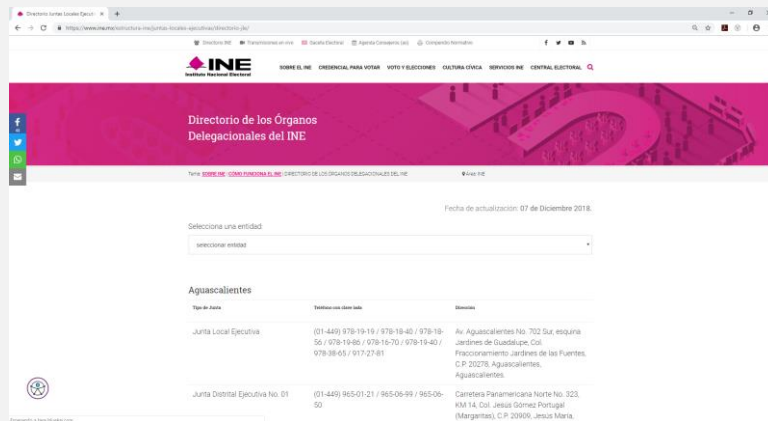 Directorio Juntas Locales Ejecuti
https://www.ine.mx/estructura-ine/juntas-locales-ejecutivas/directorio-jle/
Directorio INE Transmisiones en vivo Gaceta Electoral Agenda Consejeros (as) Compendio Normativo
INE
Instituto Nacional Electoral
SOBRE EL INE CREDENCIAL PARA VOTAR VOTO Y ELECCIONES CULTURA CÍVICA SERVICIOS INE CENTRAL ELECTORAL
Directorio de los Órganos
Delegacionales del INE
Tema: SOBRE INE | CÓMO FUNCIONA EL INE | DIRECTORIO DE LOS ÓRGANOS DELEGACIONALES DEL INE Área: INE
Fecha de actualización: 07 de Diciembre 2018.
Selecciona una entidad
seleccionar entidad
Aguascalientes
Tipo de Junta Teléfono con clave lada Dirección
Junta Local Ejecutiva (01-449) 978-19-19 / 978-18-40 / 978-18- Av. Aguascalientes No. 702 Sur, esquina
56 / 978-19-86 / 978-16-70 / 978-19-40 / Jardines de Guadalupe, Col.
978-38-65 / 917-27-81 Fraccionamiento Jardines de las Fuentes,
C.P. 20278, Aguascalientes,
Aguascalientes.
Junta Distrital Ejecutiva No. 01 (01-449) 965-01-21 / 965-06-99 / 965-06- Carretera Panamericana Norte No. 323,
50 KM 14, Col. Jesús Gómez Portugal
(Margaritas), C.P. 20909, Jesús María,